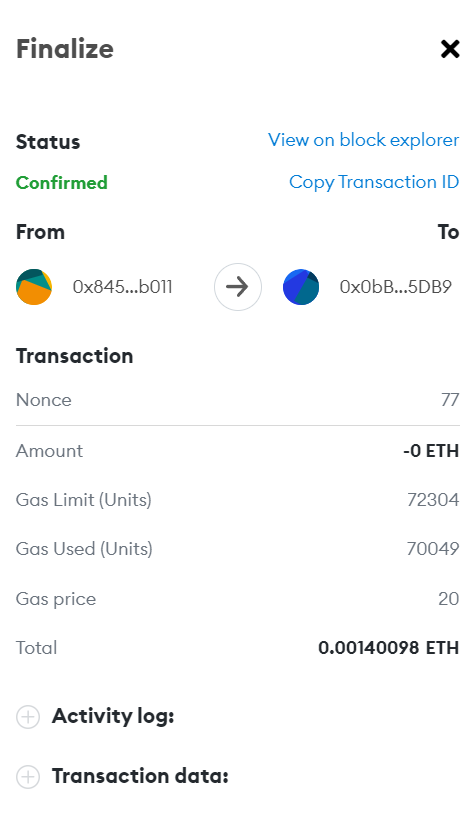 Finalize
Status View on block explorer
Confirmed Copy Transaction ID
From To
0x845...b011 0x0bB...5DB9
Transaction
Nonce 77
Amount -0 ETH
Gas Limit (Units) 72304
Gas Used (Units) 70049
Gas price 20
Total 0.00140098 ETH
Activity log:
Transaction data: